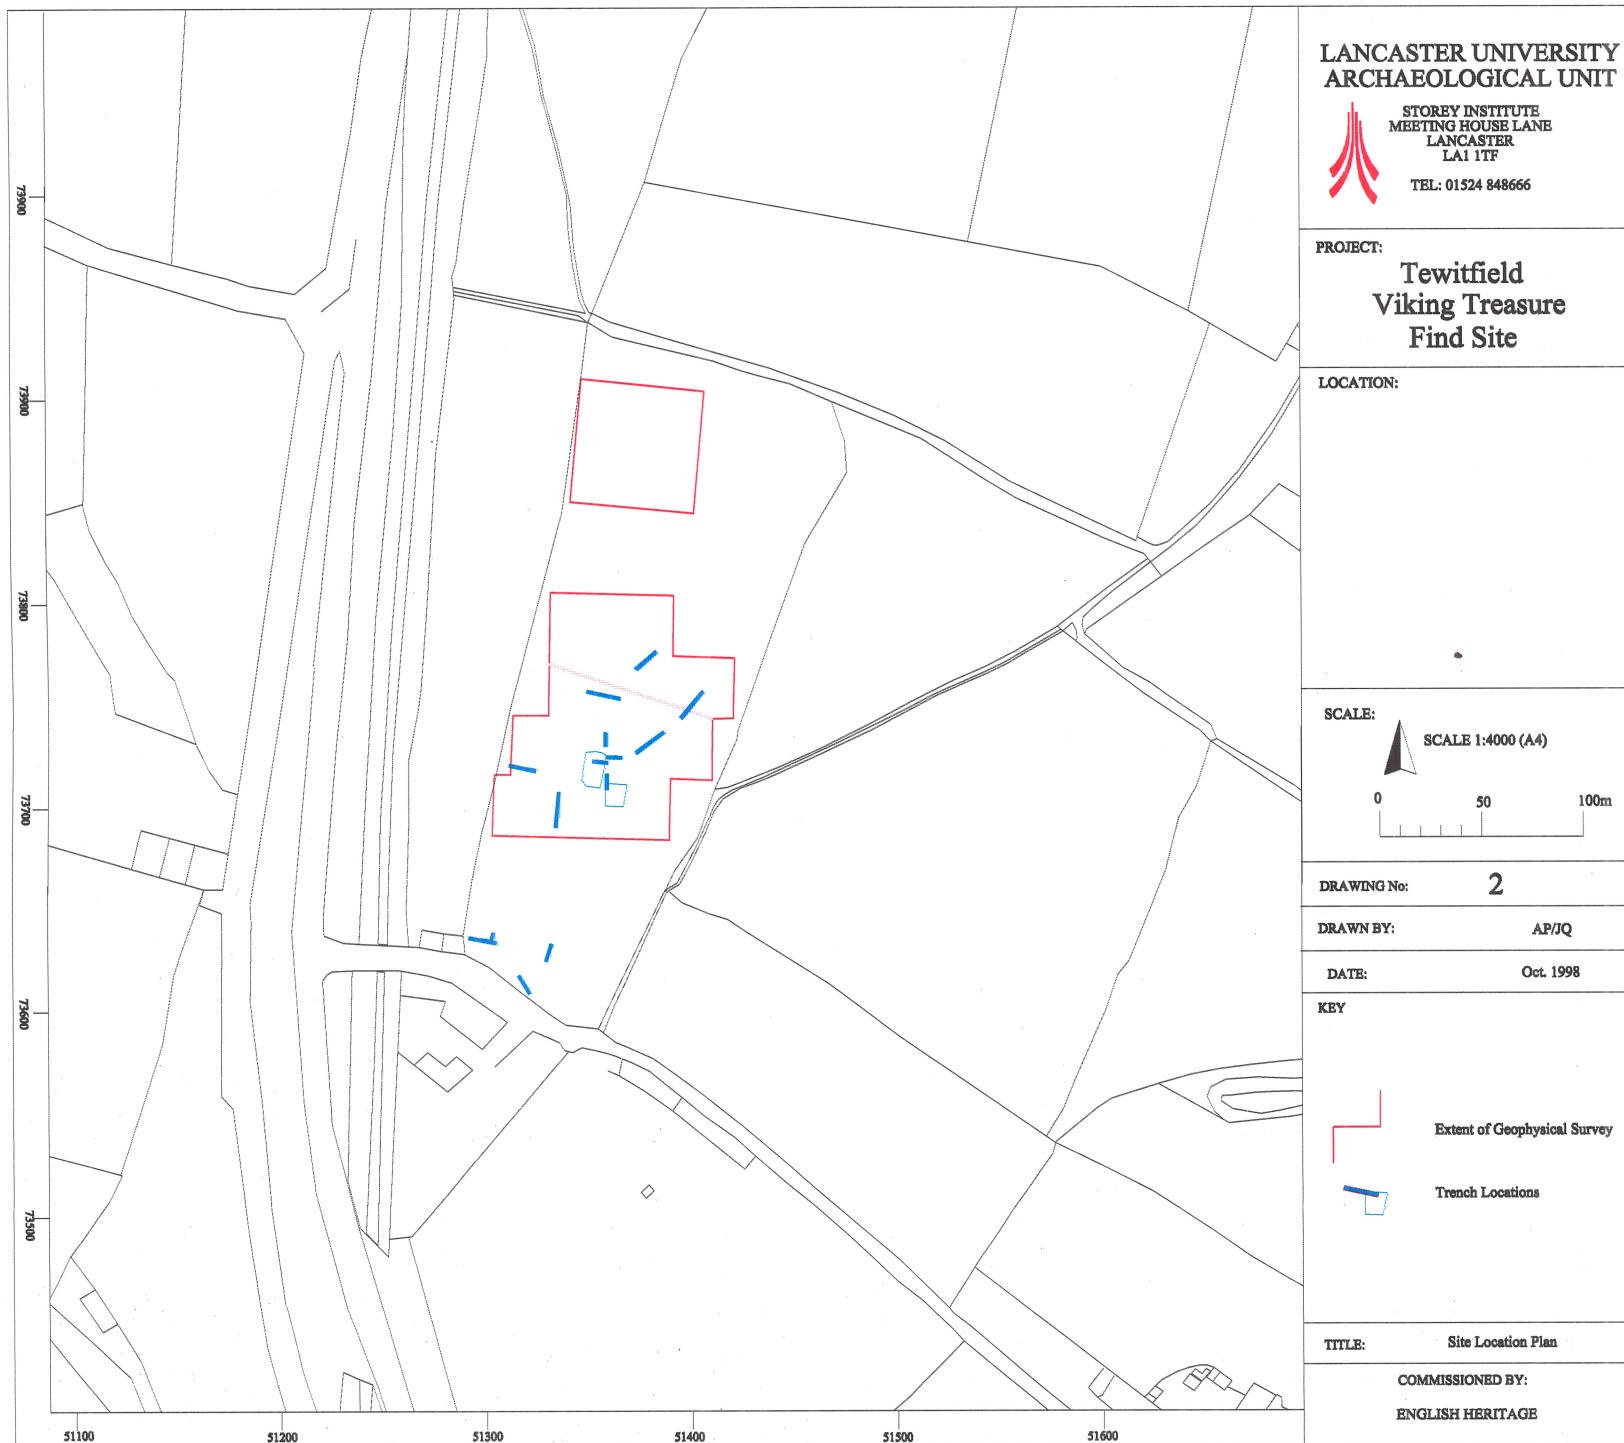 LANCASTER UNIVERSITY
ARCHAEOLOGICAL UNIT
STOREY INSTITUTE
MEETING HOUSE LANE
LANCASTER
LA1 1TF
TEL: 01524 848666
PROJECT:
Tewitfield
Viking Treasure
Find Site
LOCATION:
SCALE:
SCALE 1:4000 (A4)
0 50 100m
DRAWING No: 2
DRAWN BY: AP/JQ
DATE: Oct. 1998
KEY
Extent of Geophysical Survey
Trench Locations
TITLE: Site Location Plan
COMMISSIONED BY:
ENGLISH HERITAGE
73900
73900
73800
73700
73600
73500
51100 51200 51300 51400 51500 51600